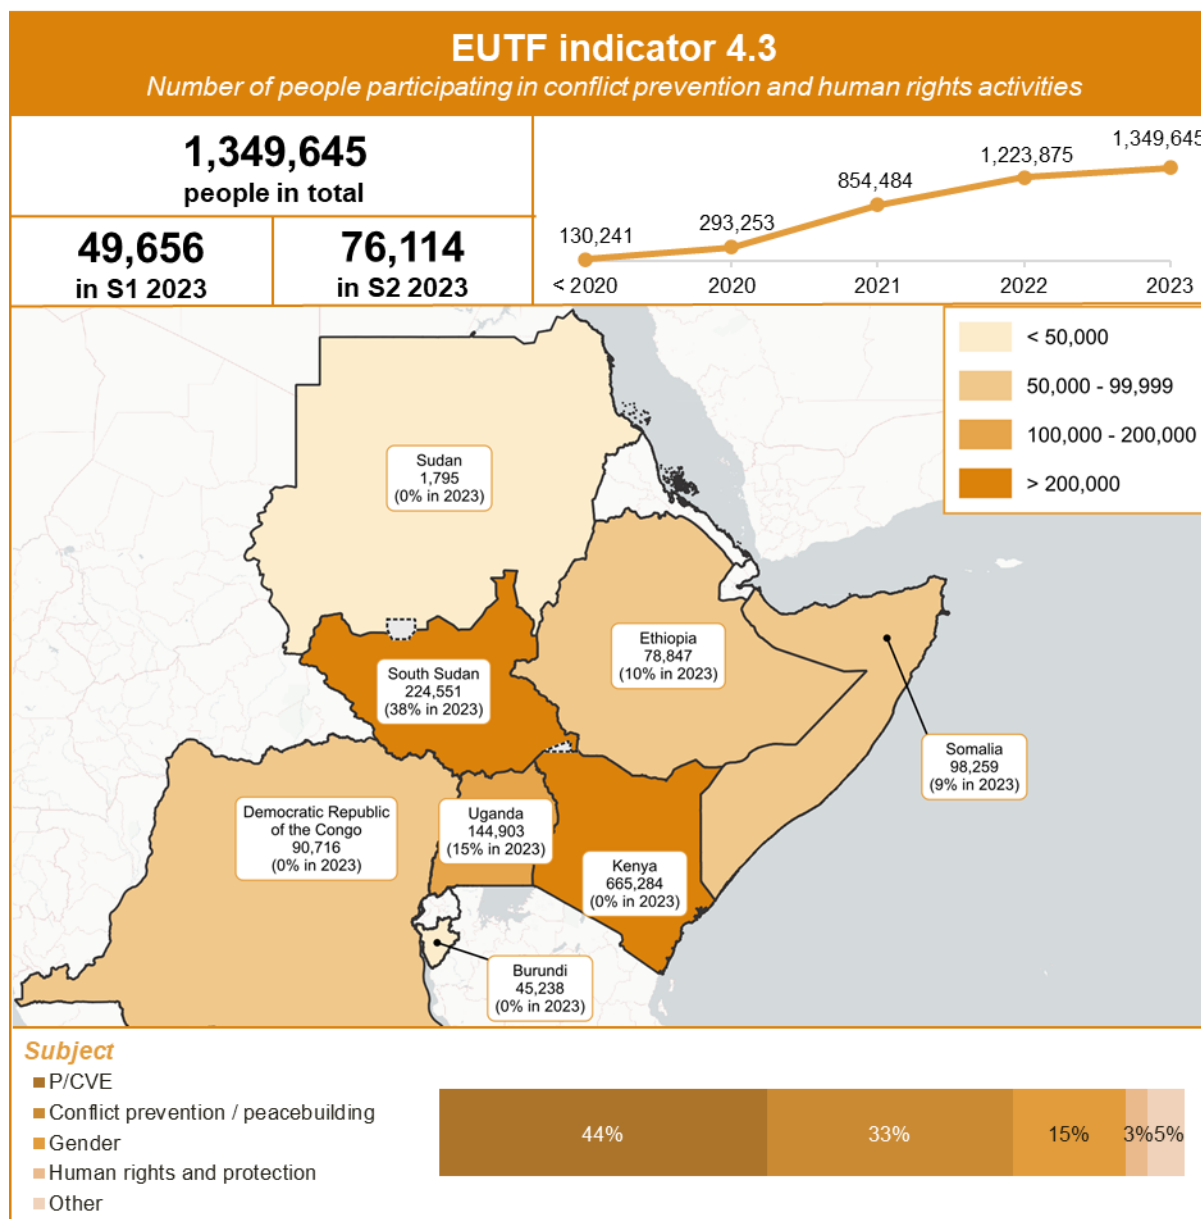 EUTF indicator 4.3
Number of people participating in conflict prevention and human rights activities
1,349,645
people in total
49,656
in S1 2023
76,114
in S2 2023
130,241
293,253
854,484
1,223,875
1,349,645
< 2020
2020
2021
2022
2023
< 50,000
50,000 - 99,999
100,000 - 200,000
> 200,000
Sudan
1,795
(0% in 2023)
Ethiopia
78,847
(10% in 2023)
South Sudan
224,551
(38% in 2023)
Somalia
98,259
(9% in 2023)
Democratic Republic
of the Congo
90,716
(0% in 2023)
Uganda
144,903
(15% in 2023)
Kenya
665,284
(0% in 2023)
Burundi
45,238
(0% in 2023)
Subject
P/CVE
Conflict prevention / peacebuilding
Gender
Human rights and protection
Other
44%
33%
15%
3%
5%